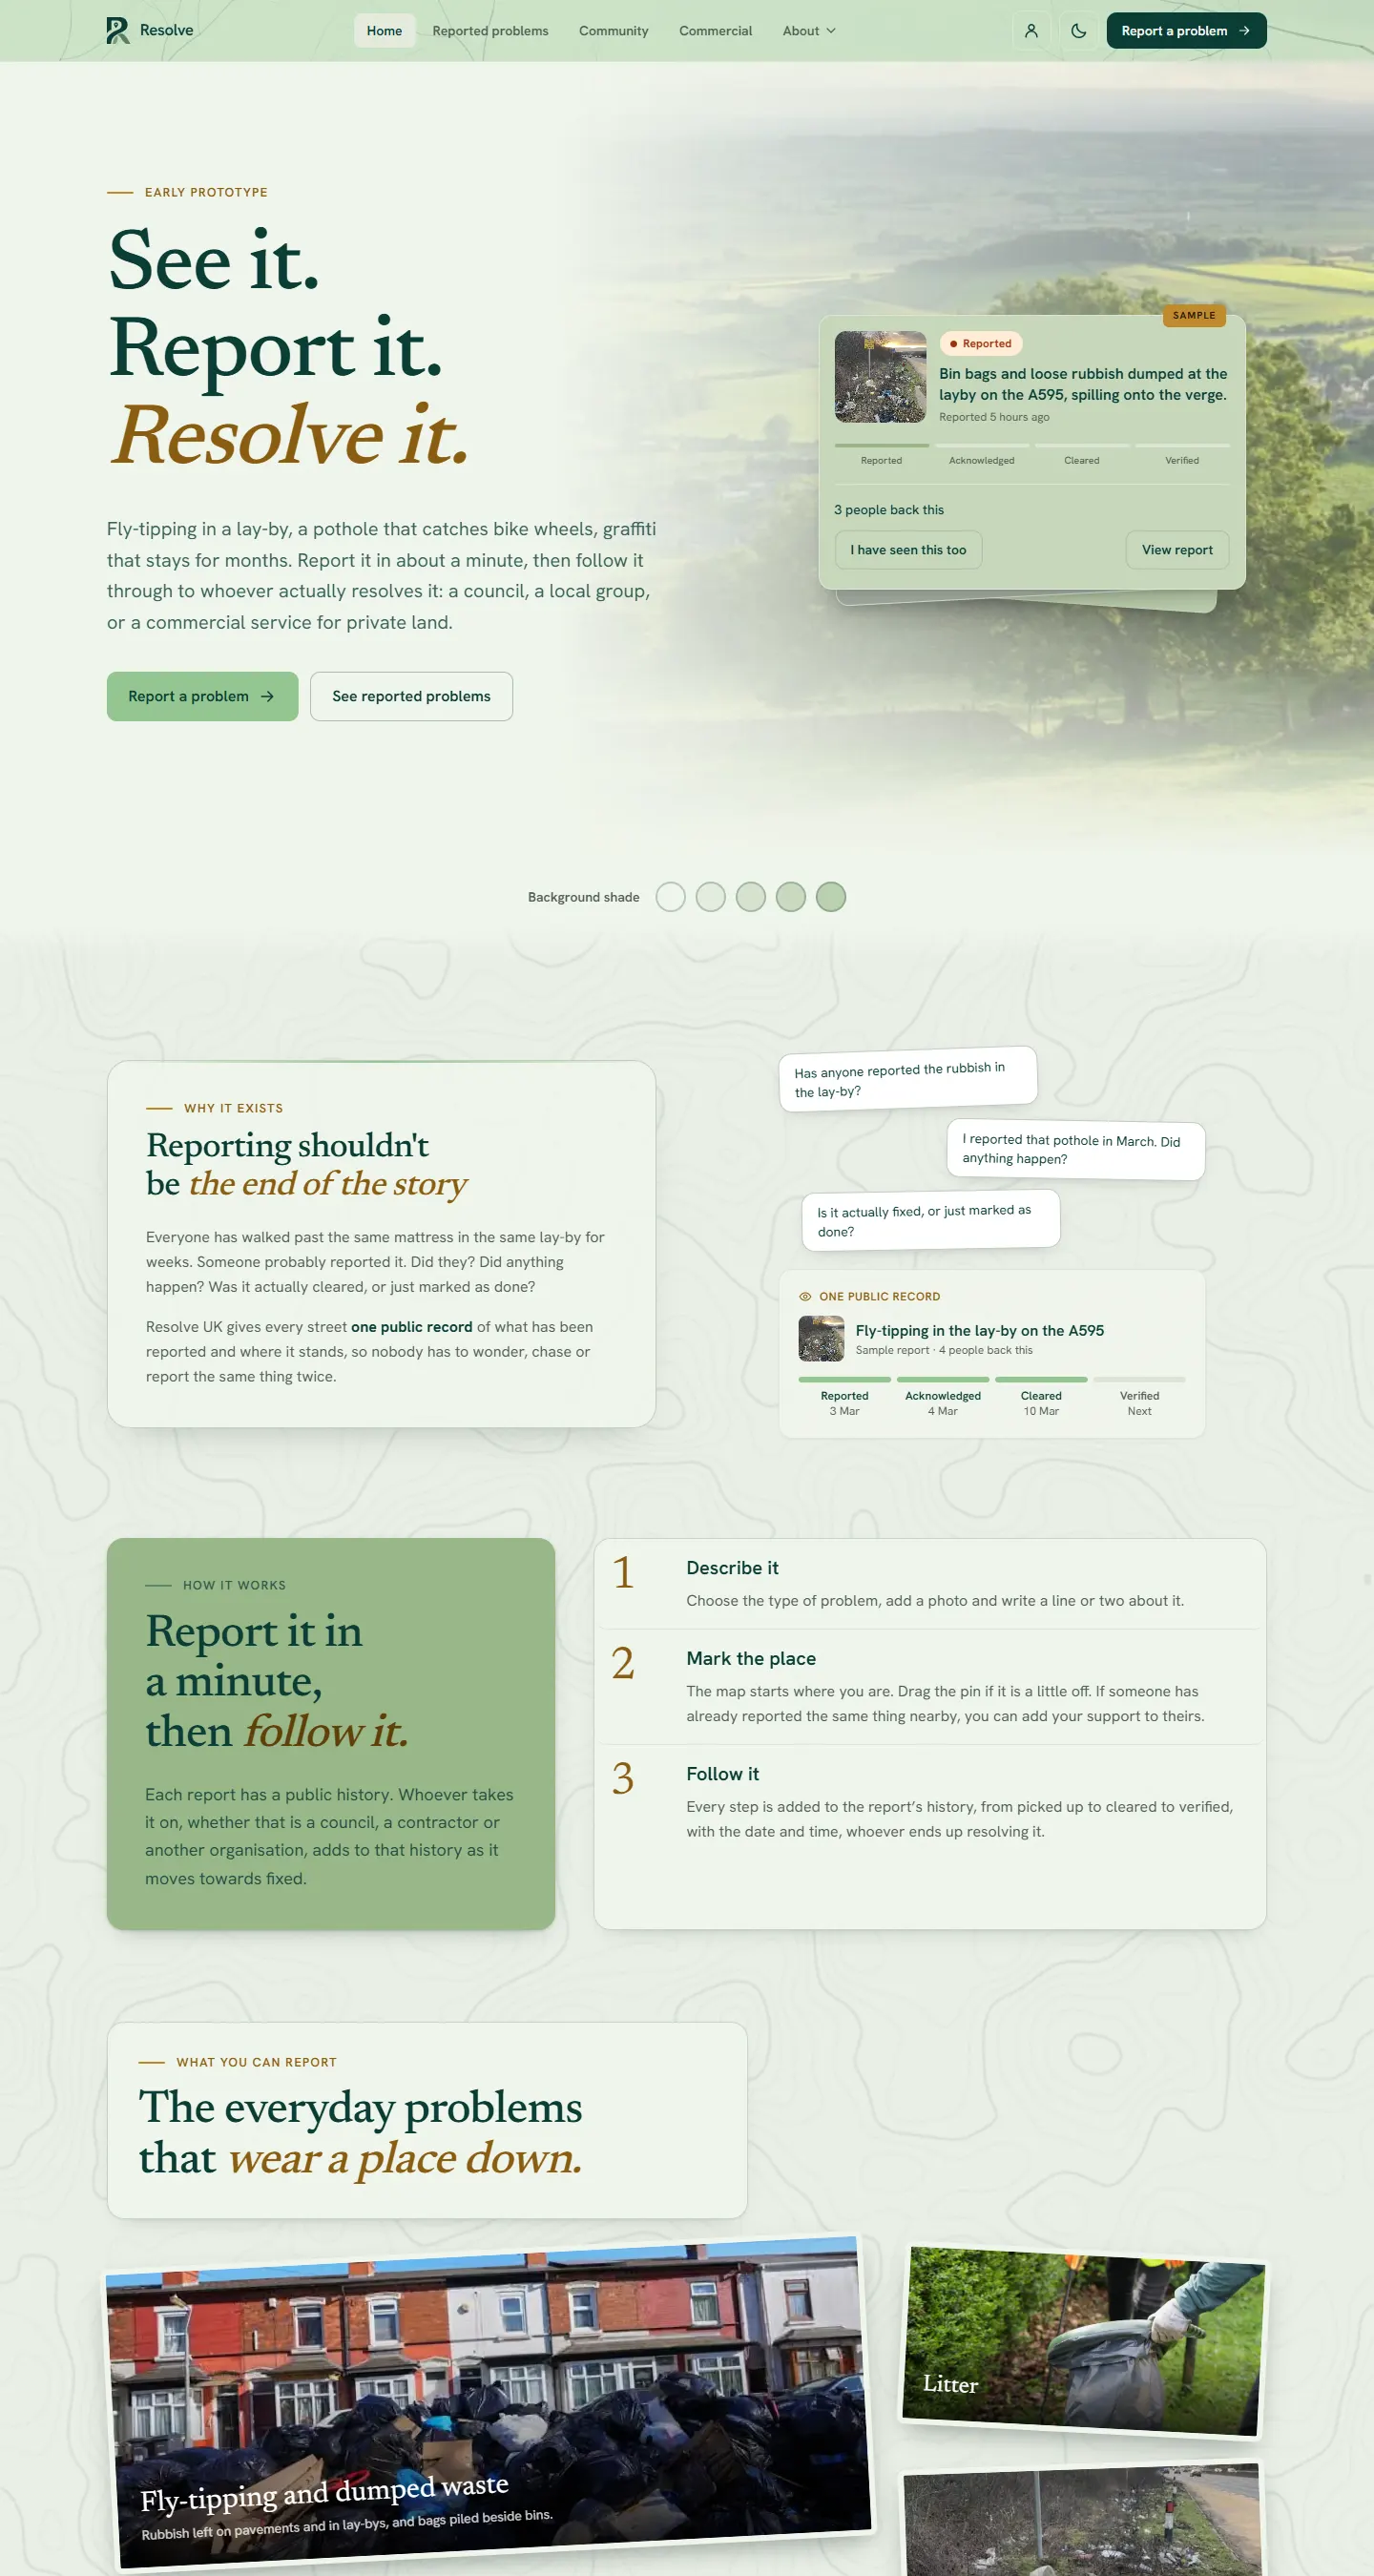 Resolve
Home
Reported problems
Community
Commercial
About
Report a problem
EARLY PROTOTYPE
See it.
Report it.
Resolve it.
Fly-tipping in a lay-by, a pothole that catches bike wheels, graffiti
that stays for months. Report it in about a minute, then follow it
through to whoever actually resolves it: a council, a local group,
or a commercial service for private land.
Report a problem
See reported problems
SAMPLE
Reported
Bin bags and loose rubbish dumped at the
layby on the A595, spilling onto the verge.
Reported 5 hours ago
Reported
Acknowledged
Cleared
Verified
3 people back this
I have seen this too
View report
Background shade
WHY IT EXISTS
Reporting shouldn't
be the end of the story
Everyone has walked past the same mattress in the same lay-by for
weeks. Someone probably reported it. Did they? Did anything
happen? Was it actually cleared, or just marked as done?
Resolve UK gives every street one public record of what has been
reported and where it stands, so nobody has to wonder, chase or
report the same thing twice.
Has anyone reported the rubbish in
the lay-by?
I reported that pothole in March. Did
anything happen?
Is it actually fixed, or just marked as
done?
ONE PUBLIC RECORD
Fly-tipping in the lay-by on the A595
Sample report · 4 people back this
Reported
Acknowledged
Cleared
Verified
3 Mar
4 Mar
10 Mar
Next
HOW IT WORKS
Report it in
a minute,
then follow it.
Each report has a public history. Whoever takes
it on, whether that is a council, a contractor or
another organisation, adds to that history as it
moves towards fixed.
1
Describe it
Choose the type of problem, add a photo and write a line or two about it.
2
Mark the place
The map starts where you are. Drag the pin if it is a little off. If someone has
already reported the same thing nearby, you can add your support to theirs.
3
Follow it
Every step is added to the report’s history, from picked up to cleared to verified,
with the date and time, whoever ends up resolving it.
WHAT YOU CAN REPORT
The everyday problems
that wear a place down.
Fly-tipping and dumped waste
Rubbish left on pavements and in lay-bys, and bags piled beside bins.
Litter